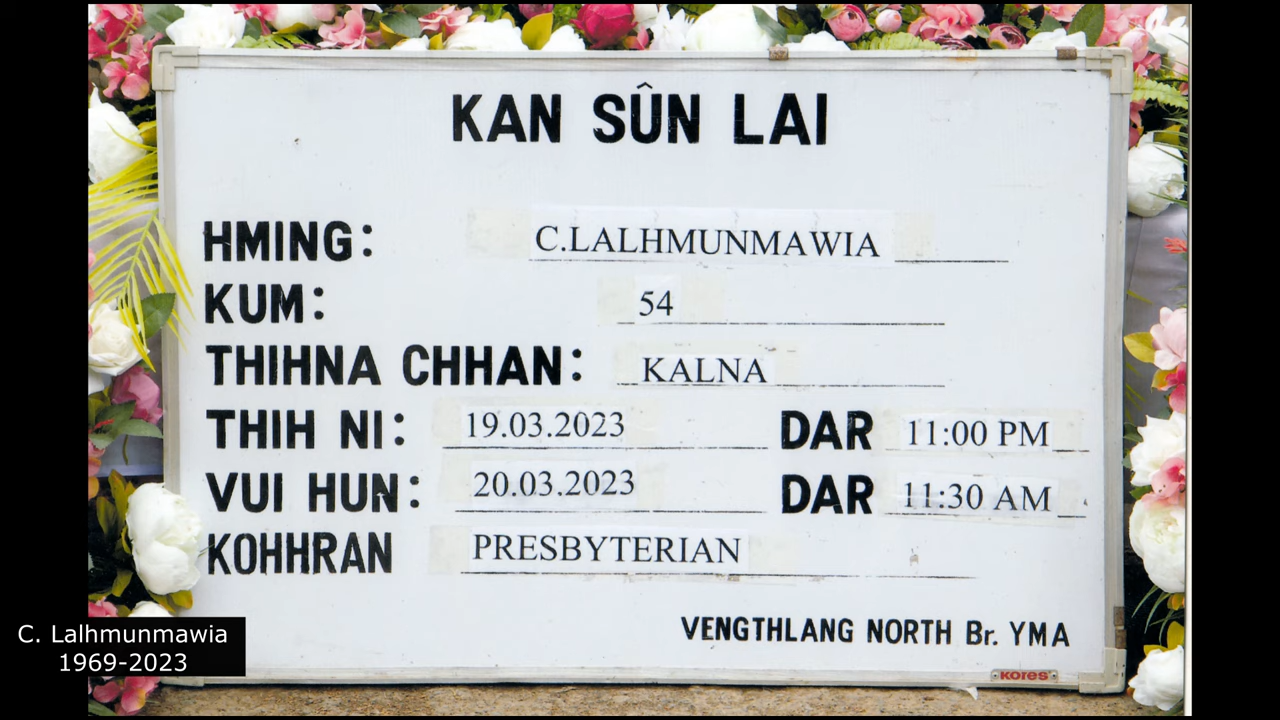 KAN SÛN LAI
HMING: C.LALHMUNMAWIA
KUM: 54
THIHNA CHHAN: KALNA
THIH NI: 19.03.2023 DAR 11:00 PM
VUI HUN: 20.03.2023 DAR 11:30 AM
KOHHRAN PRESBYTERIAN
VENGTHLANG NORTH Br. YMA
KORES
C. Lalhmunmawia
1969-2023